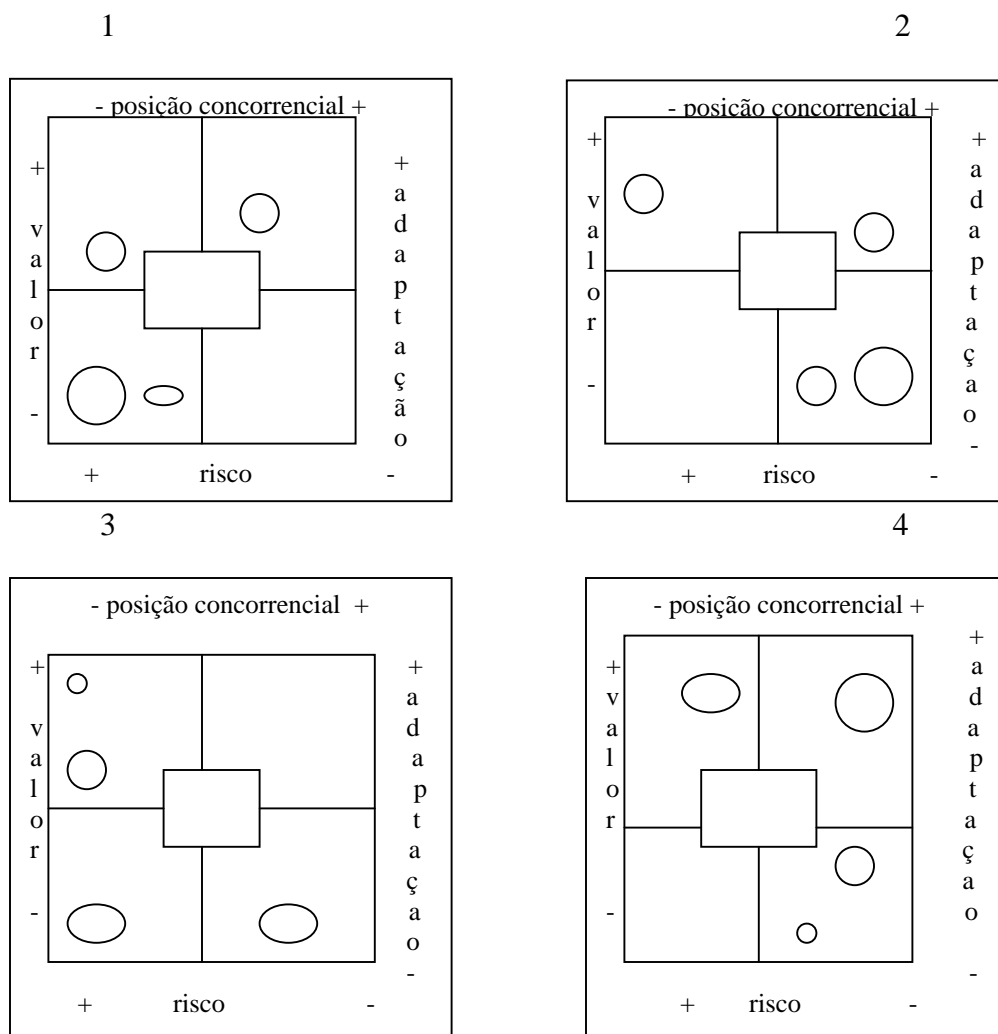 1
- posição concorrencial +
+ valor -
+ adaptação
+ risco -
2
- posição concorrencial +
+ valor -
+ adaptaçao -
+ risco -
3
- posição concorrencial +
+ valor -
+ adaptaçao -
+ risco -
4
- posição concorrencial +
+ valor -
+ adaptaçao -
+ risco -